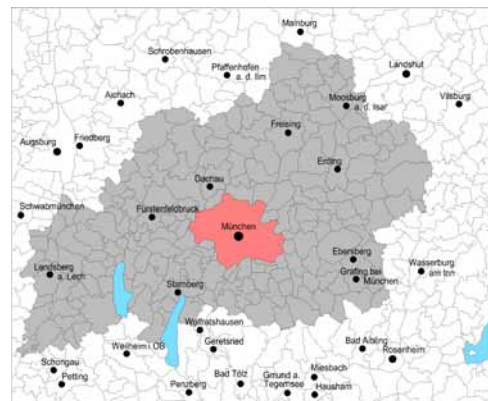 Mainburg
Schrobenhausen
Pfaffenhofen
a. d. Ilm
Landshut
Aichach
Moosburg
a. d. Isar
Vilsburg
Freising
Augsburg
Friedberg
Erding
Dachau
Schwabmünchen
Fürstenfeldbruck
München
Ebersberg
Landsberg
a. Lech
Grafing bei
München
Wasserburg
am Inn
Starnberg
Wolfratshausen
Weilheim i. OB
Geretsried
Bad Aibling
Rosenheim
Schongau
Peiting
Penzberg
Bad Tölz
Gmund a.
Tegernsee
Miesbach
Hausham